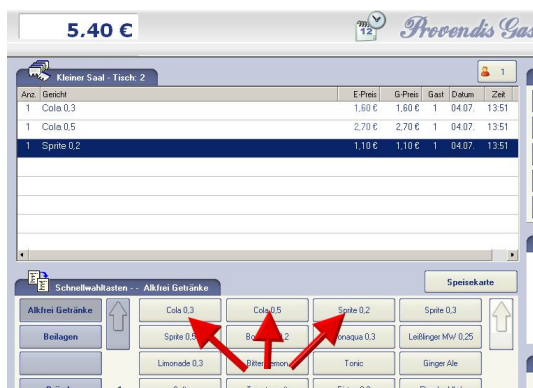 5.40 €
12
Provendis Gas
Kleiner Saal - Tisch: 2
1
Anz. Gericht E-Preis G-Preis Gast Datum Zeit
1 Cola 0,3 1,60 € 1,60 € 1 04.07. 13:51
1 Cola 0,5 2,70 € 2,70 € 1 04.07. 13:51
1 Sprite 0,2 1,10 € 1,10 € 1 04.07. 13:51
Schnellwahltasten - - Alkfrei Getränke
Speisekarte
Alkfrei Getränke Cola 0,3 Cola 0,5 Sprite 0,2 Sprite 0,3
Beilagen Sprite 0,5 Leißlinger MW 0,25
Limonade 0,3 Bitter Lemon Tonic Ginger Ale